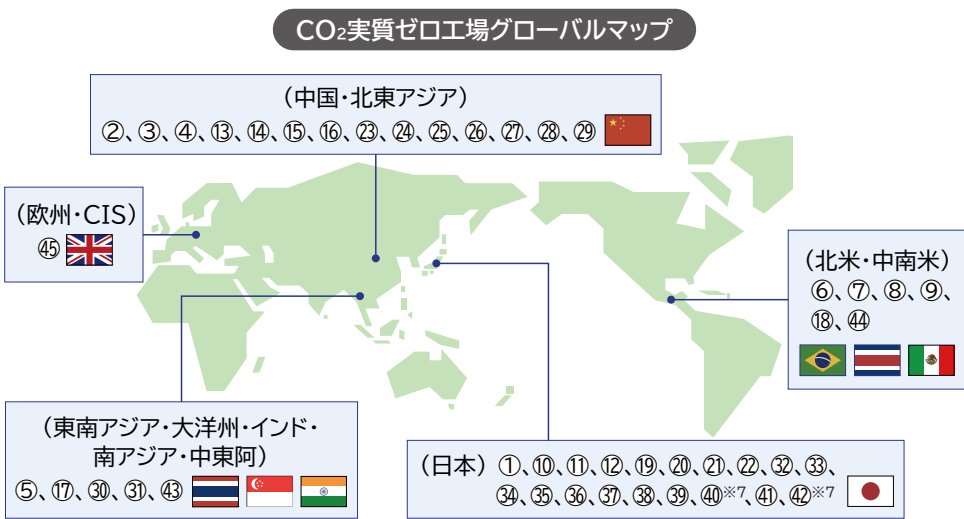 CO₂実質ゼロ工場グローバルマップ
（中国・北東アジア）
②、③、④、⑬、⑭、⑮、⑯、㉓、㉔、㉕、㉖、㉗、㉘、㉙
（欧州・CIS）
㊺
（北米・中南米）
⑥、⑦、⑧、⑨、
⑱、㊹
（東南アジア・大洋州・インド・
南アジア・中東阿）
⑤、⑰、㉚、㉛、㊸
（日本）①、⑩、⑪、⑫、⑲、⑳、㉑、㉒、㉜、㉝、
㉞、㉟、㊱、㊲、㊳、㊴、㊵※7、㊶、㊷※7